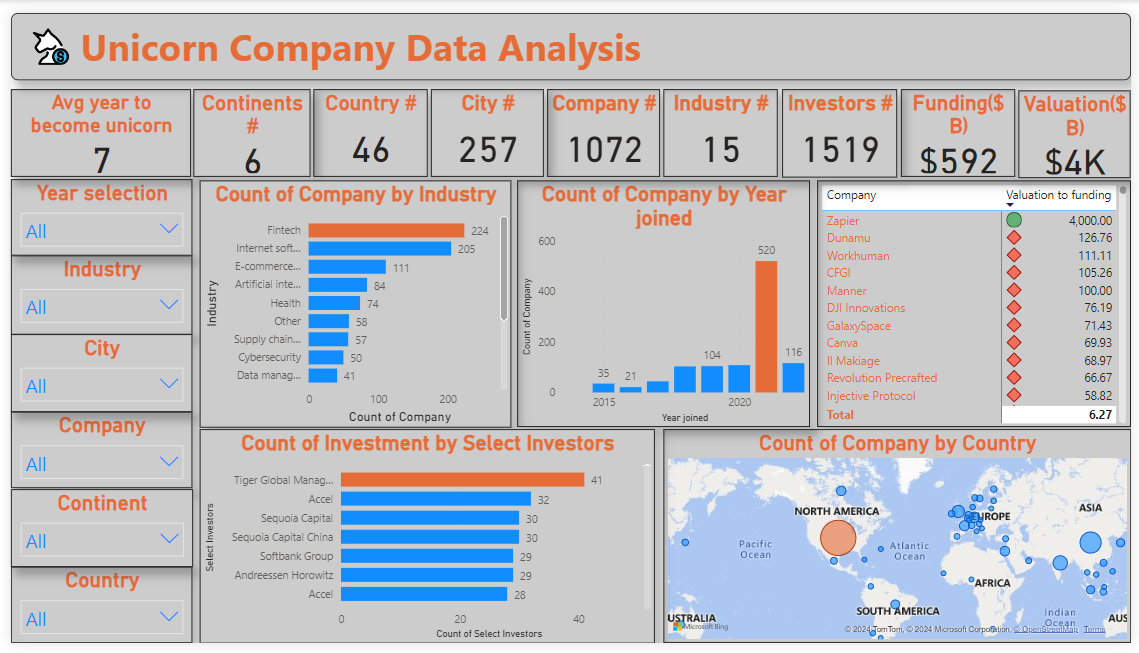 Unicorn Company Data Analysis
Avg year to
become unicorn
7
Continents
#
6
Country #
46
City #
257
Company #
1072
Industry #
15
Investors #
1519
Funding($
B)
$592
Valuation($
B)
$4K
Year selection
All
Industry
All
City
All
Company
All
Continent
All
Country
All
Count of Company by Industry
Industry
Fintech 224
Internet soft... 205
E-commerce... 111
Artificial inte... 84
Health 74
Other 58
Supply chain... 57
Cybersecurity 50
Data manag... 41
0 100 200
Count of Company
Count of Company by Year
joined
Count of Company
600
400
200
0
35 21 104 520 116
2015 2020
Year joined
Company Valuation to funding
Zapier 4,000.00
Dunamu 126.76
Workhuman 111.11
CFGI 105.26
Manner 100.00
DJI Innovations 76.19
GalaxySpace 71.43
Canva 69.93
Il Makiage 68.97
Revolution Precrafted 66.67
Injective Protocol 58.82
Total 6.27
Count of Investment by Select Investors
Select Investors
Tiger Global Manag... 41
Accel 32
Sequoia Capital 30
Sequoia Capital China 30
Softbank Group 29
Andreessen Horowitz 29
Accel 28
0 20 40
Count of Select Investors
Count of Company by Country
NORTH AMERICA
EUROPE
ASIA
Pacific
Ocean
Atlantic
Ocean
AFRICA
SOUTH AMERICA
Indian
Ocean
USTRALIA
AUS
Microsoft Bing
© 2024 TomTom, © 2024 Microsoft Corporation, © OpenStreetMap Terms